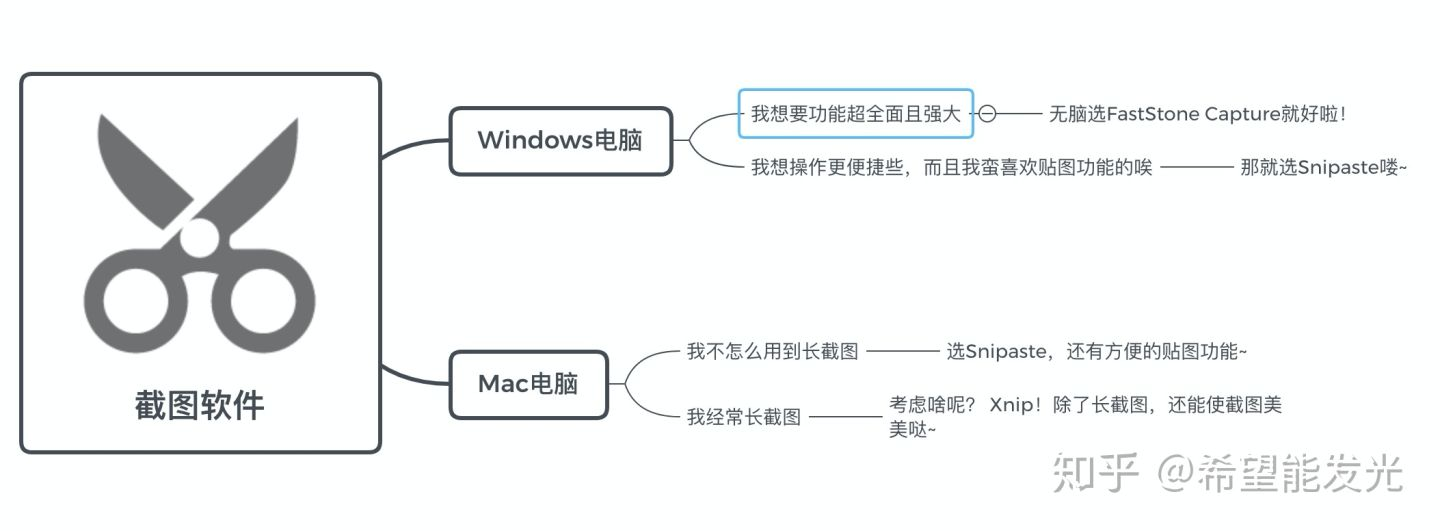 截图软件
Windows电脑
我想要功能超全面且强大
无脑选FastStone Capture就好啦！
我想操作更便捷些，而且我蛮喜欢贴图功能的唉
那就选Snipaste喽~
Mac电脑
我不怎么用到长截图
选Snipaste，还有方便的贴图功能~
我经常长截图
考虑啥呢？ Xnip！除了长截图，还能使截图美
美哒~
知乎 @希望能发光